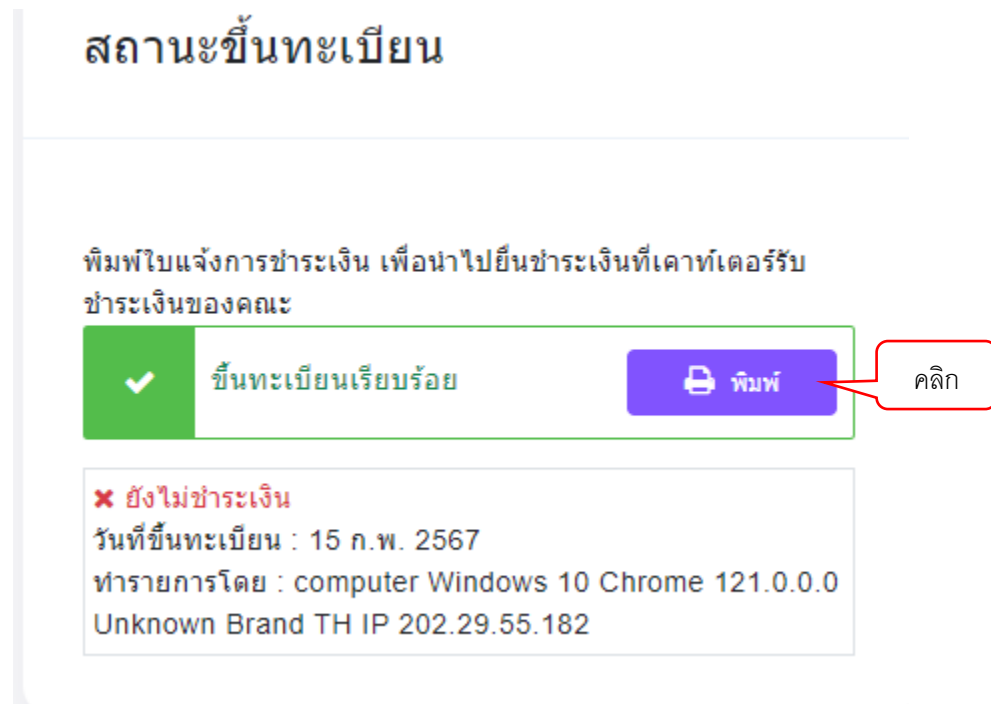 สถานะขึ้นทะเบียน
พิมพ์ใบแจ้งการชำระเงิน เพื่อนำไปยื่นชำระเงินที่เคาท์เตอร์รับ
ชำระเงินของคณะ
ขึ้นทะเบียนเรียบร้อย
พิมพ์
คลิก
ยังไม่ชำระเงิน
วันที่ขึ้นทะเบียน : 15 ก.พ. 2567
ทำรายการโดย : computer Windows 10 Chrome 121.0.0.0
Unknown Brand TH IP 202.29.55.182